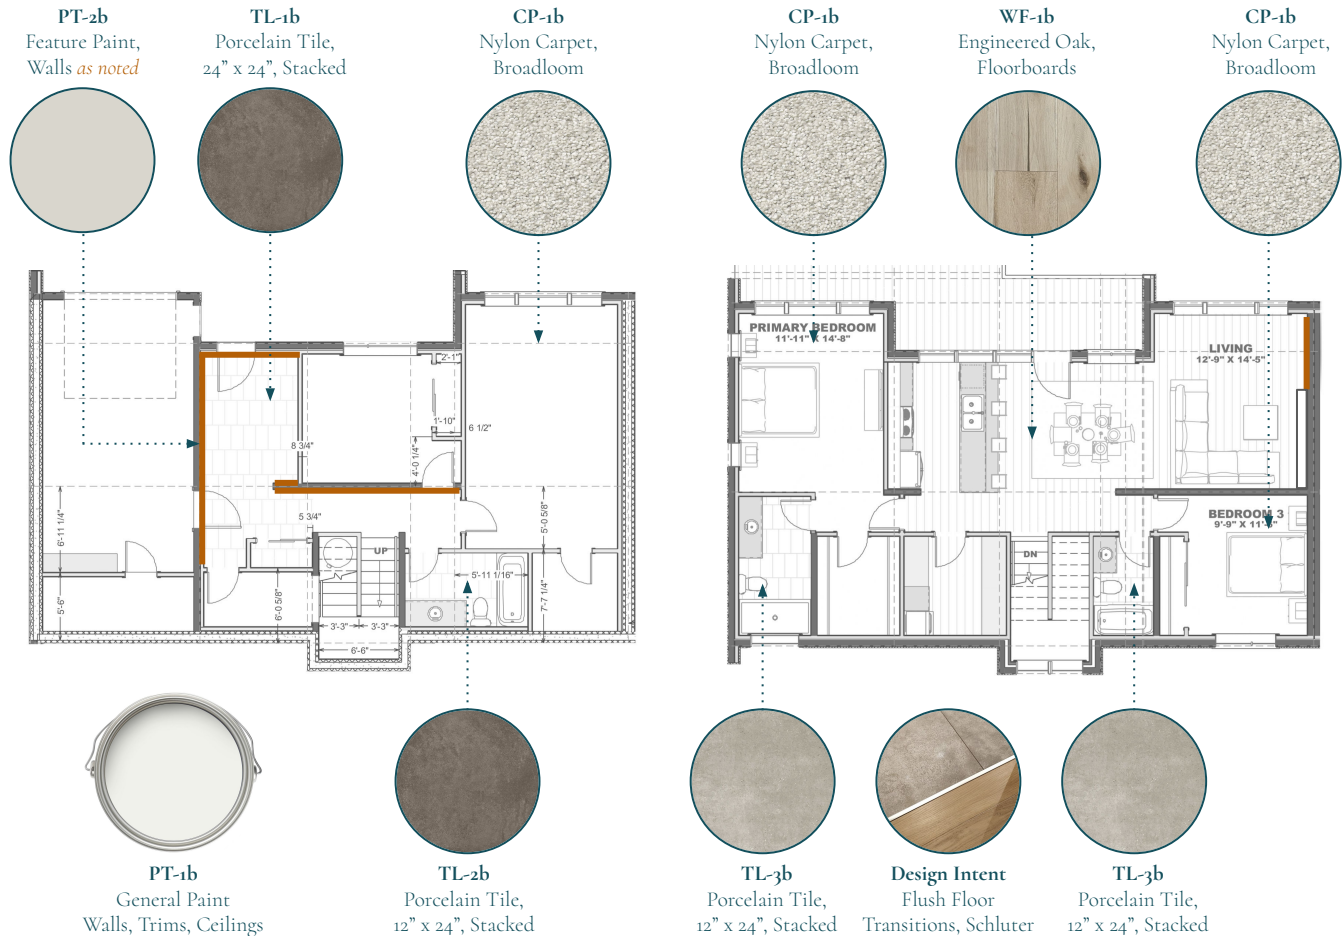 PT-2b
Feature Paint,
Walls as noted
TL-1b
Porcelain Tile,
24” x 24”, Stacked
CP-1b
Nylon Carpet,
Broadloom
CP-1b
Nylon Carpet,
Broadloom
WF-1b
Engineered Oak,
Floorboards
CP-1b
Nylon Carpet,
Broadloom
2'-1"
1'-10"
6 1/2"
8 3/4"
4'-0 1/4"
5 3/4"
6'-11 1/4"
5'-0 5/8"
UP
5'-11 1/16"
5'-6"
6'-0 5/8"
7'-7 1/4"
3'-3"
3'-3"
6'-6"
PRIMARY BEDROOM
11'-11" X 14'-8"
LIVING
12'-9" X 14'-5"
BEDROOM 3
9'-9" X
DN
PT-1b
General Paint
Walls, Trims, Ceilings
TL-2b
Porcelain Tile,
12” x 24”, Stacked
TL-3b
Porcelain Tile,
12” x 24”, Stacked
Design Intent
Flush Floor
Transitions, Schluter
TL-3b
Porcelain Tile,
12” x 24”, Stacked